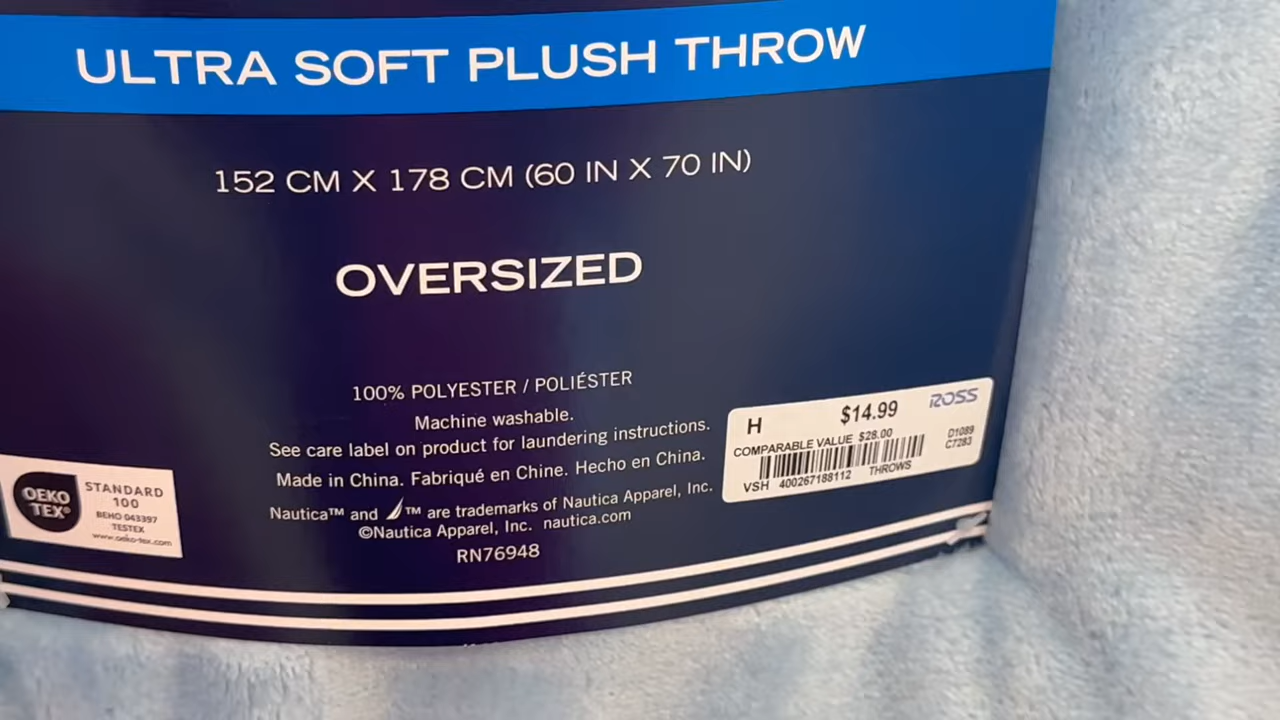 ULTRA SOFT PLUSH THROW
152 CM X 178 CM (60 IN X 70 IN)
OVERSIZED
100% POLYESTER / POLIÉSTER
Machine washable.
See care label on product for laundering instructions.
Made in China. Fabriqué en Chine. Hecho en China.
Nautica™ and ™ are trademarks of Nautica Apparel, Inc.
©Nautica Apparel, Inc. nautica.com
RN76948
OEKO
TEX®
STANDARD
100
BEHO 043397
TESTEX
www.oeko-tex.com
H $14.99 ROSS
COMPARABLE VALUE $28.00
D1089
C7283
VSH 400267188112 THROWS